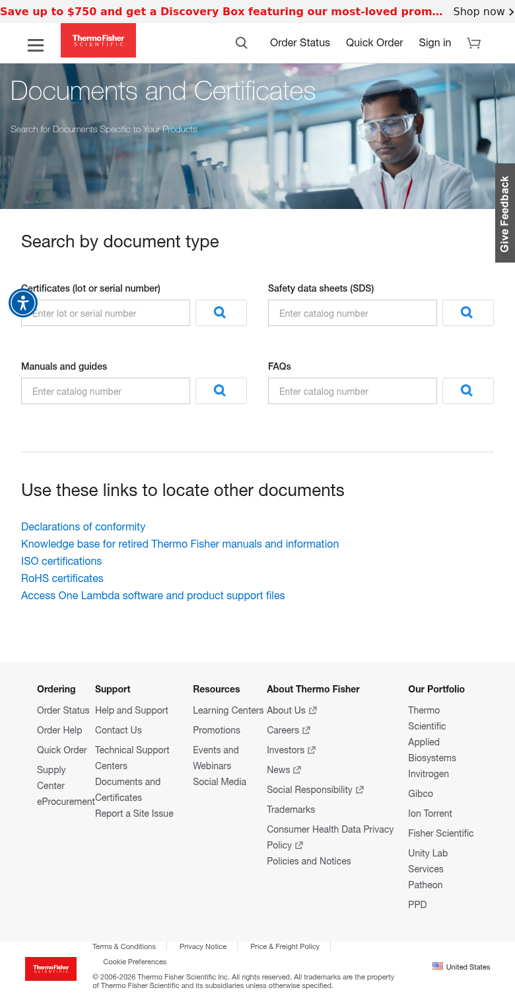 Save up to $750 and get a Discovery Box featuring our most-loved prom...
Shop now
ThermoFisher
SCIENTIFIC
Order Status
Quick Order
Sign in
Documents and Certificates
Search for Documents Specific to Your Products
Give Feedback
Search by document type
Certificates (lot or serial number)
Enter lot or serial number
Safety data sheets (SDS)
Enter catalog number
Manuals and guides
Enter catalog number
FAQs
Enter catalog number
Use these links to locate other documents
Declarations of conformity
Knowledge base for retired Thermo Fisher manuals and information
ISO certifications
RoHS certificates
Access One Lambda software and product support files
Ordering
Order Status
Order Help
Quick Order
Supply
Center
eProcurement
Support
Help and Support
Contact Us
Technical Support
Centers
Documents and
Certificates
Report a Site Issue
Resources
Learning Centers
Promotions
Events and
Webinars
Social Media
About Thermo Fisher
About Us
Careers
Investors
News
Social Responsibility
Trademarks
Consumer Health Data Privacy
Policy
Policies and Notices
Our Portfolio
Thermo
Scientific
Applied
Biosystems
Invitrogen
Gibco
Ion Torrent
Fisher Scientific
Unity Lab
Services
Patheon
PPD
ThermoFisher
SCIENTIFIC
Terms & Conditions
Privacy Notice
Price & Freight Policy
Cookie Preferences
© 2006-2026 Thermo Fisher Scientific Inc. All rights reserved. All trademarks are the property
of Thermo Fisher Scientific and its subsidiaries unless otherwise specified.
United States